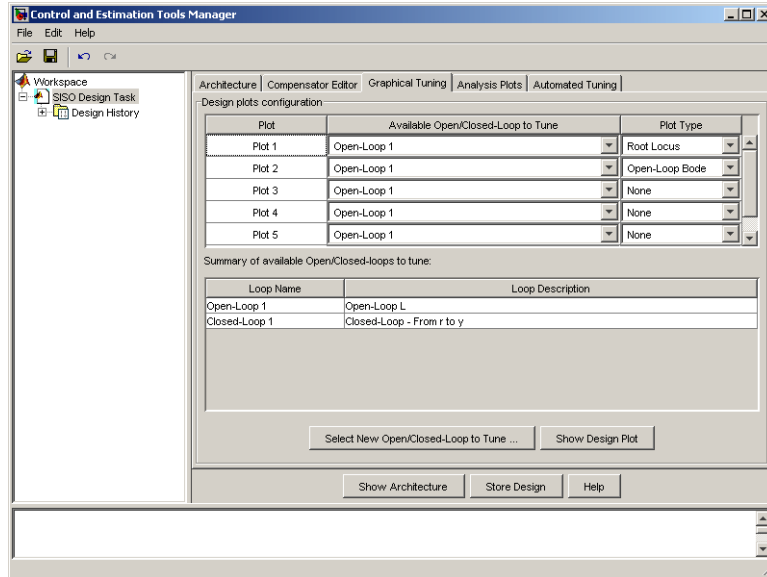 Control and Estimation Tools Manager
File Edit Help
Workspace
SISO Design Task
Design History
Architecture Compensator Editor Graphical Tuning Analysis Plots Automated Tuning
Design plots configuration
Plot Available Open/Closed-Loop to Tune Plot Type
Plot 1 Open-Loop 1 Root Locus
Plot 2 Open-Loop 1 Open-Loop Bode
Plot 3 Open-Loop 1 None
Plot 4 Open-Loop 1 None
Plot 5 Open-Loop 1 None
Summary of available Open/Closed-loops to tune:
Loop Name Loop Description
Open-Loop 1 Open-Loop L
Closed-Loop 1 Closed-Loop - From r to y
Select New Open/Closed-Loop to Tune ... Show Design Plot
Show Architecture Store Design Help